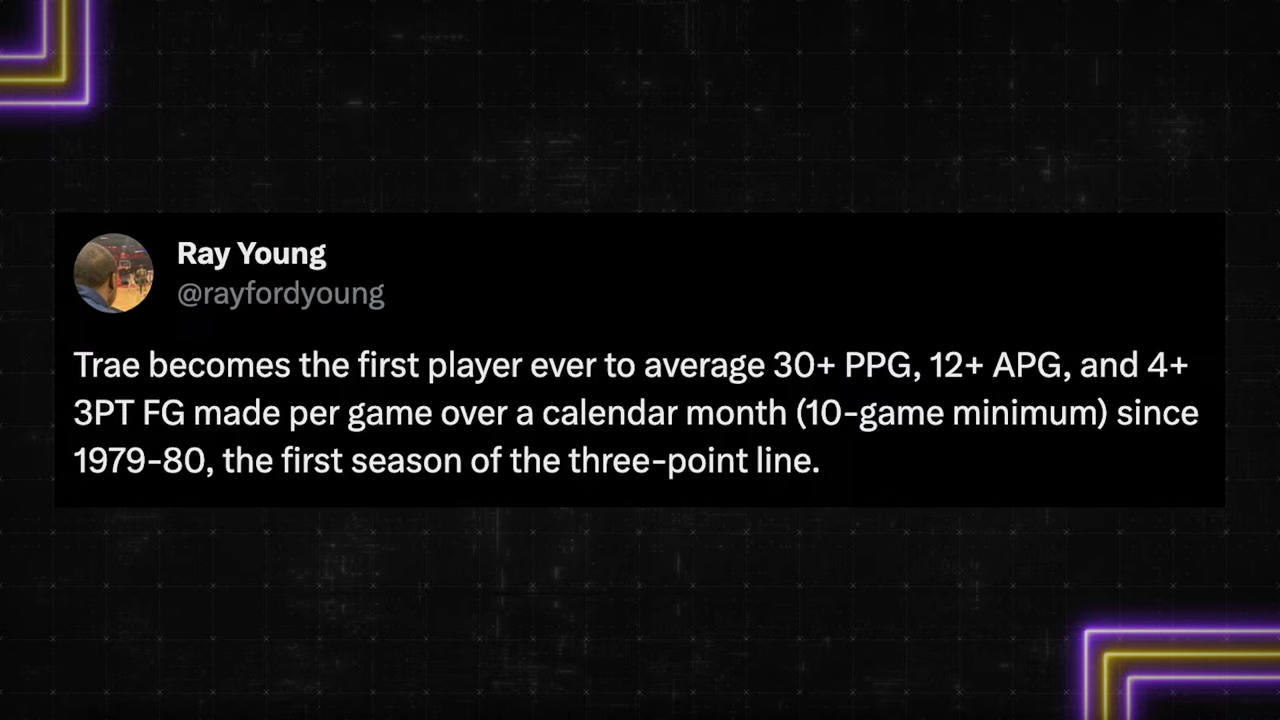 Ray Young
@rayfordyoung
Trae becomes the first player ever to average 30+ PPG, 12+ APG, and 4+
3PT FG made per game over a calendar month (10-game minimum) since
1979-80, the first season of the three-point line.